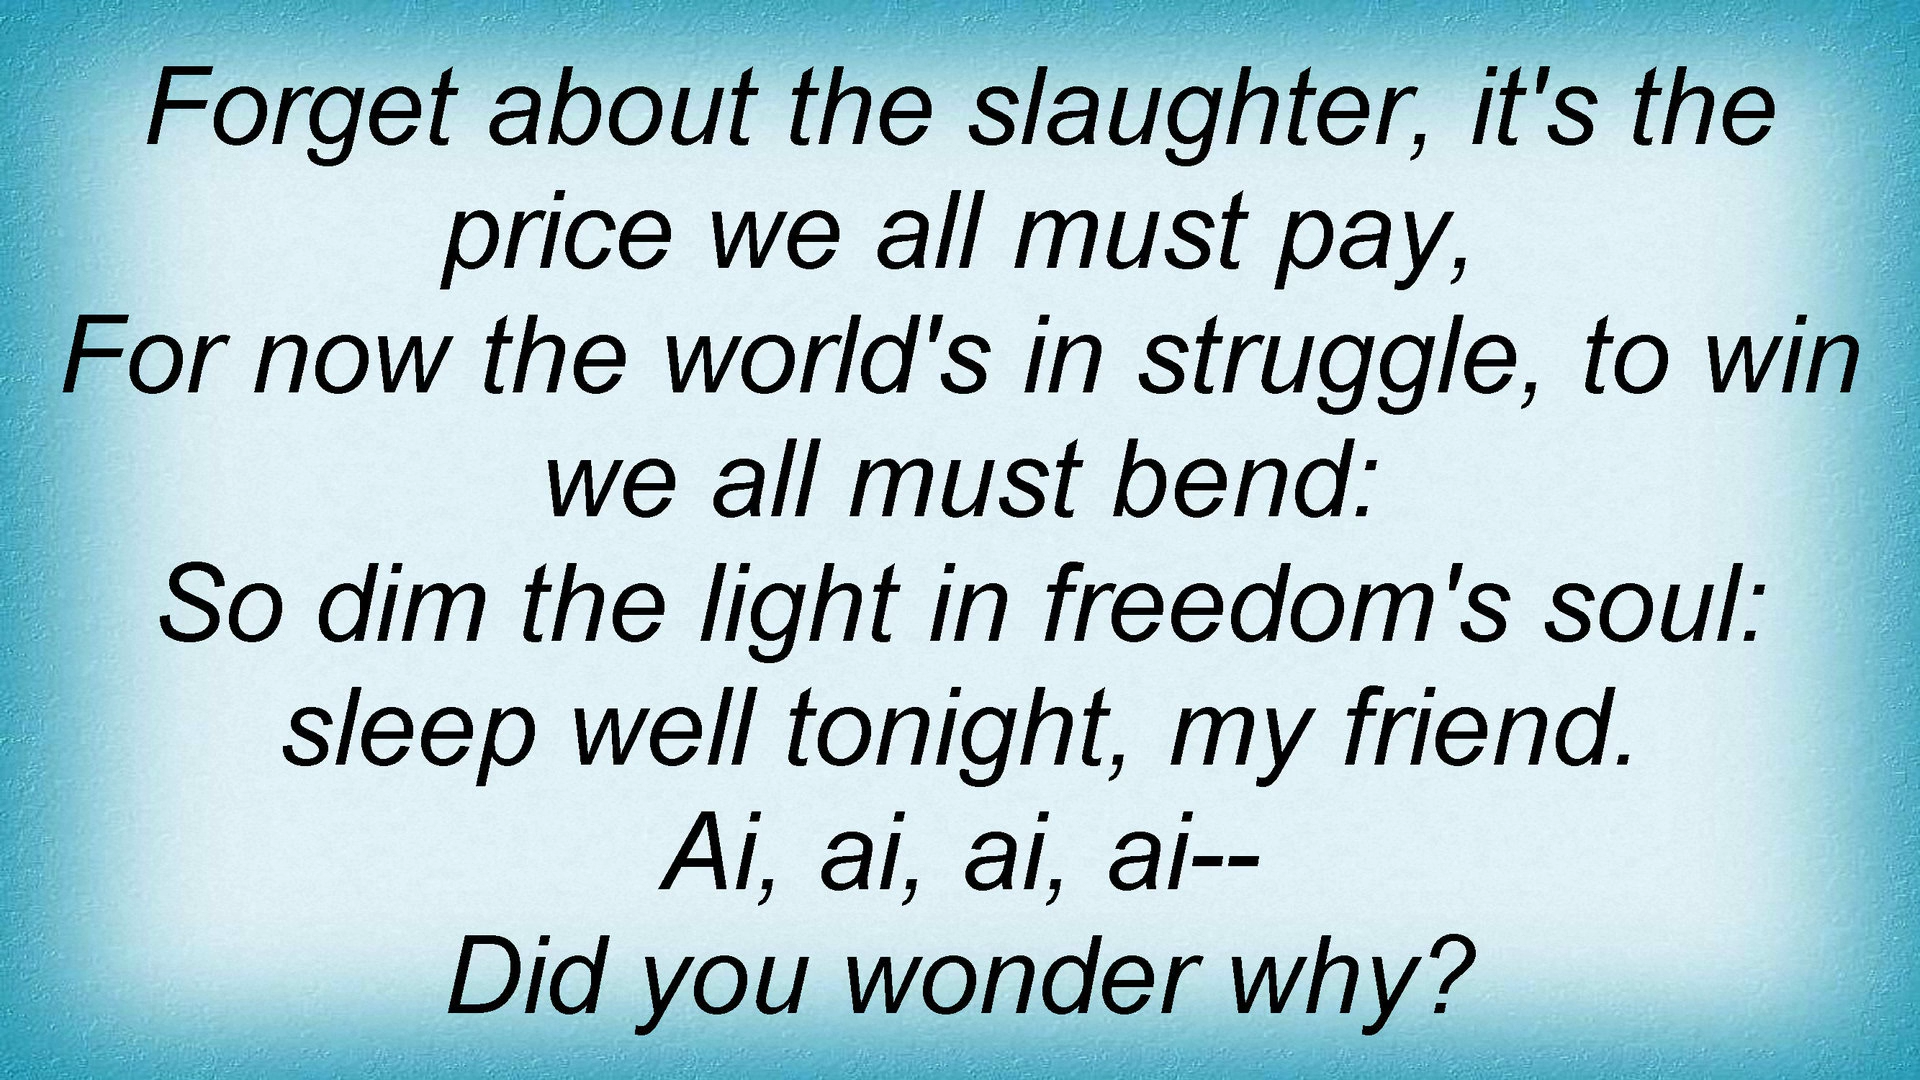 Forget about the slaughter, it's the
price we all must pay,
For now the world's in struggle, to win
we all must bend:
So dim the light in freedom's soul:
sleep well tonight, my friend.
Ai, ai, ai, ai--
Did you wonder why?